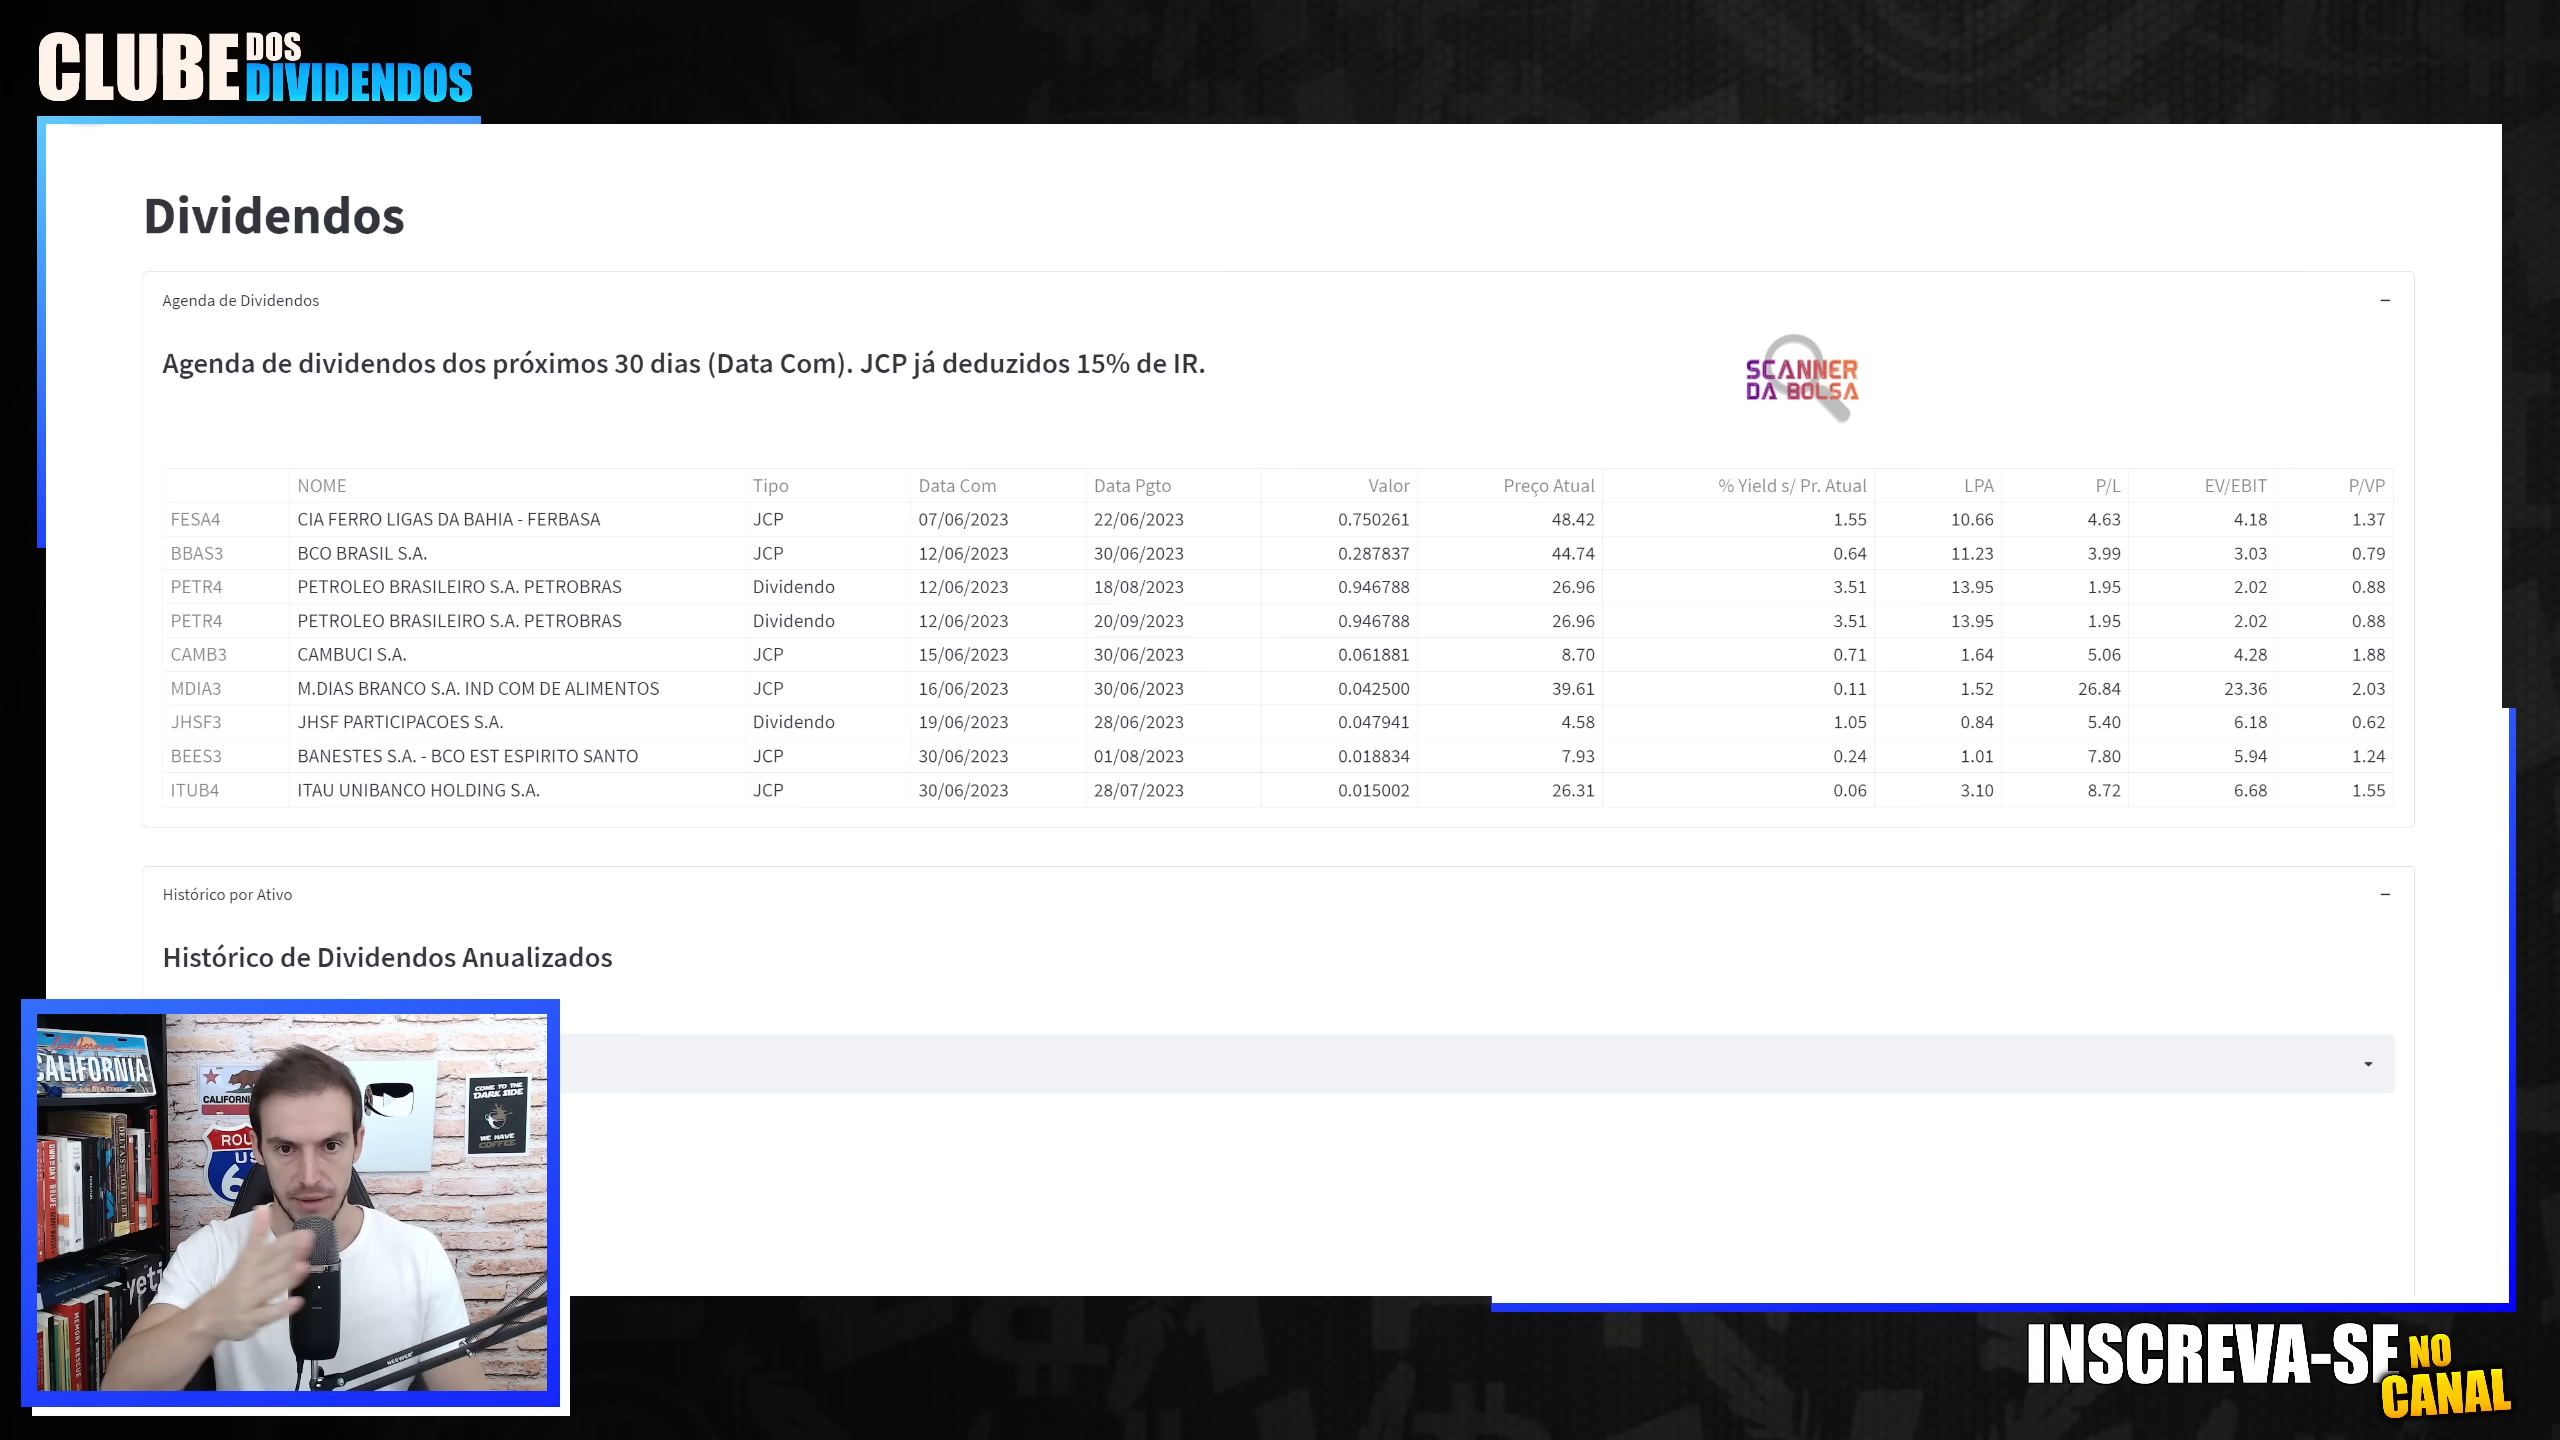 CLUBE DOS DIVIDENDOS
Dividendos
Agenda de Dividendos
Agenda de dividendos dos próximos 30 dias (Data Com). JCP já deduzidos 15% de IR.
SCANNER
DA BOLSA
NOME Tipo Data Com Data Pgto Valor Preço Atual % Yield s/ Pr. Atual LPA P/L EV/EBIT P/VP
FESA4 CIA FERRO LIGAS DA BAHIA - FERBASA JCP 07/06/2023 22/06/2023 0.750261 48.42 1.55 10.66 4.63 4.18 1.37
BBAS3 BCO BRASIL S.A. JCP 12/06/2023 30/06/2023 0.287837 44.74 0.64 11.23 3.99 3.03 0.79
PETR4 PETROLEO BRASILEIRO S.A. PETROBRAS Dividendo 12/06/2023 18/08/2023 0.946788 26.96 3.51 13.95 1.95 2.02 0.88
PETR4 PETROLEO BRASILEIRO S.A. PETROBRAS Dividendo 12/06/2023 20/09/2023 0.946788 26.96 3.51 13.95 1.95 2.02 0.88
CAMB3 CAMBUCI S.A. JCP 15/06/2023 30/06/2023 0.061881 8.70 0.71 1.64 5.06 4.28 1.88
MDIA3 M.DIAS BRANCO S.A. IND COM DE ALIMENTOS JCP 16/06/2023 30/06/2023 0.042500 39.61 0.11 1.52 26.84 23.36 2.03
JHSF3 JHSF PARTICIPACOES S.A. Dividendo 19/06/2023 28/06/2023 0.047941 4.58 1.05 0.84 5.40 6.18 0.62
BEES3 BANESTES S.A. - BCO EST ESPIRITO SANTO JCP 30/06/2023 01/08/2023 0.018834 7.93 0.24 1.01 7.80 5.94 1.24
ITUB4 ITAU UNIBANCO HOLDING S.A. JCP 30/06/2023 28/07/2023 0.015002 26.31 0.06 3.10 8.72 6.68 1.55
Histórico por Ativo
Histórico de Dividendos Anualizados
CALIFORNIA
COME TO THE
DARK SIDE
WE HAVE
COFFEE
yeti
MEMORY RESCUE
NEEWER
INSCREVA-SE NO
CANAL